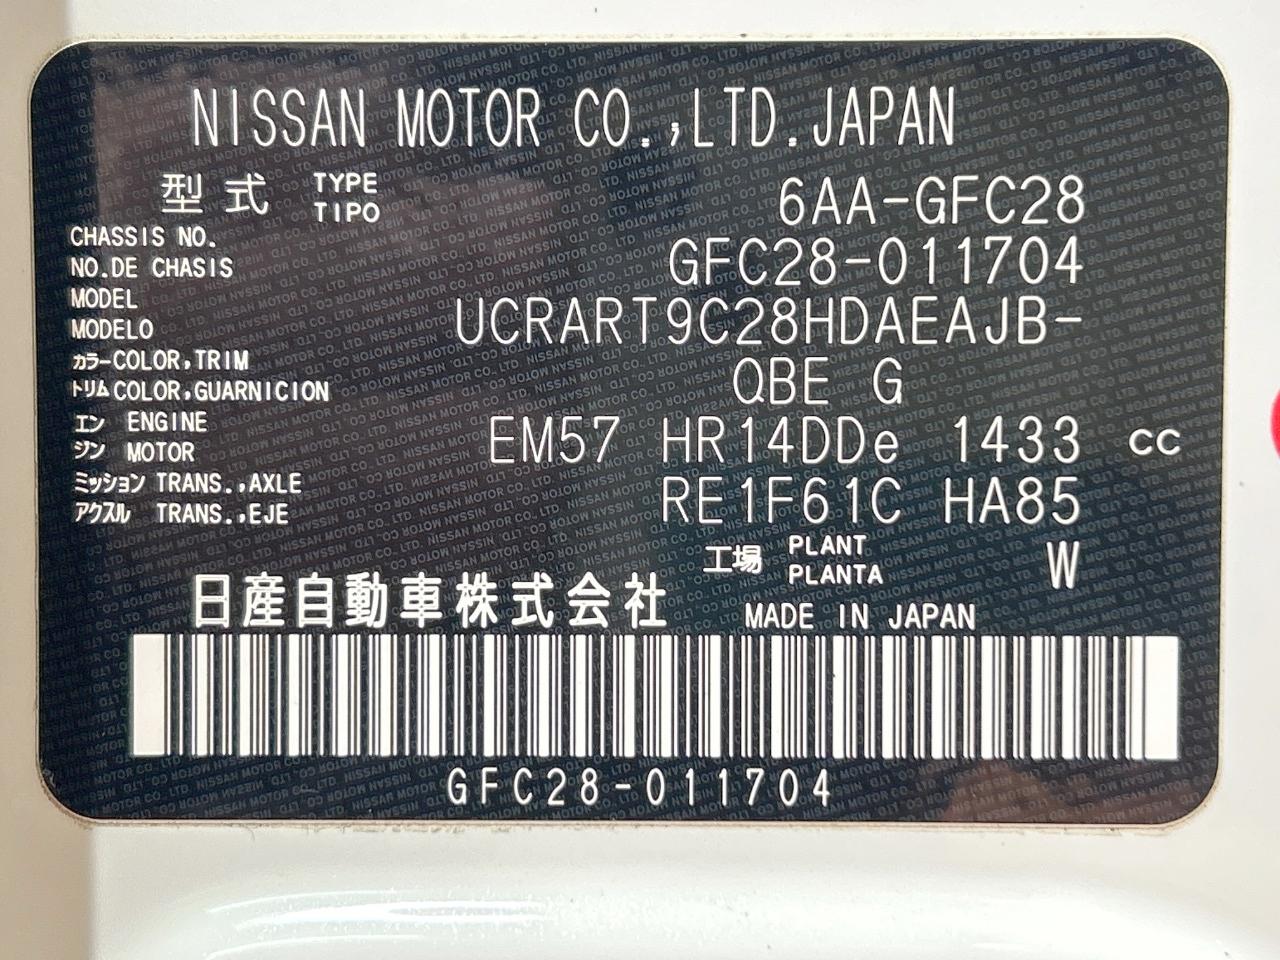 NISSAN MOTOR CO.,LTD.JAPAN
型式 TYPE TIPO 6AA-GFC28
CHASSIS NO.
NO.DE CHASIS GFC28-011704
MODEL
MODELO UCRART9C28HDAEAJB-
カラー COLOR,TRIM
トリム COLOR,GUARNICION QBE G
エン ENGINE
ジン MOTOR EM57 HR14DDe 1433 CC
ミッション TRANS.,AXLE
アクスル TRANS.,EJE RE1F61C HA85
工場 PLANT PLANTA W
日産自動車株式会社 MADE IN JAPAN
GFC28-011704